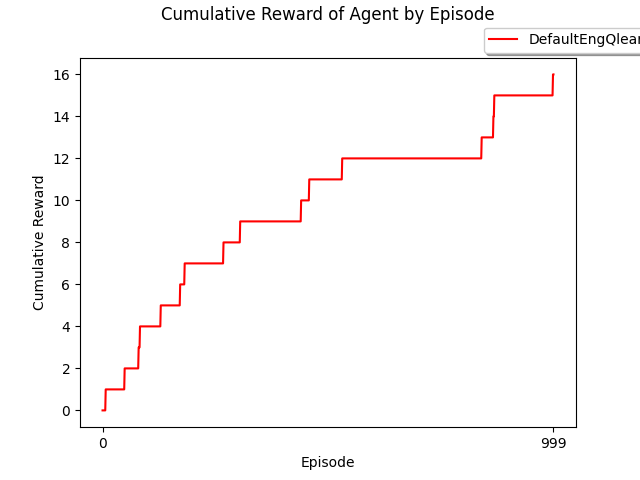 Cumulative Reward of Agent by Episode
DefaultEngQlear
16
14
12
10
8
6
4
2
0
Cumulative Reward
0 999
Episode